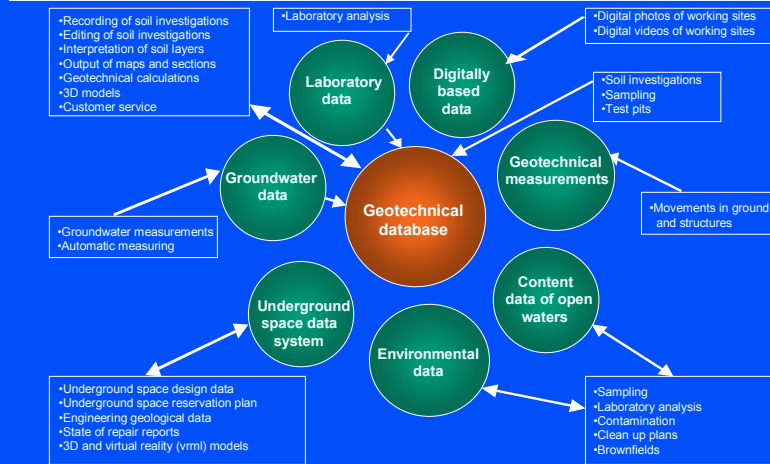 •Recording of soil investigations
•Editing of soil investigations
•Interpretation of soil layers
•Output of maps and sections
•Geotechnical calculations
•3D models
•Customer service
•Laboratory analysis
•Digital photos of working sites
•Digital videos of working sites
Laboratory
data
Digitally
based
data
•Soil investigations
•Sampling
•Test pits
Groundwater
data
Geotechnical
database
Geotechnical
measurements
•Groundwater measurements
•Automatic measuring
•Movements in ground
and structures
Underground
space data
system
Environmental
data
Content
data of open
waters
•Underground space design data
•Underground space reservation plan
•Engineering geological data
•State of repair reports
•3D and virtual reality (vrml) models
•Sampling
•Laboratory analysis
•Contamination
•Clean up plans
•Brownfields